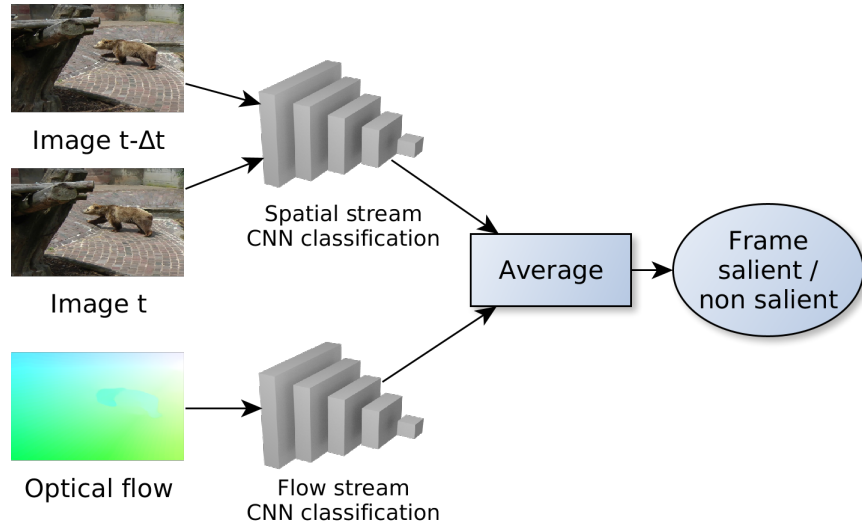 Image t-Δt
Image t
Optical flow
Spatial stream
CNN classification
Flow stream
CNN classification
Average
Frame
salient /
non salient